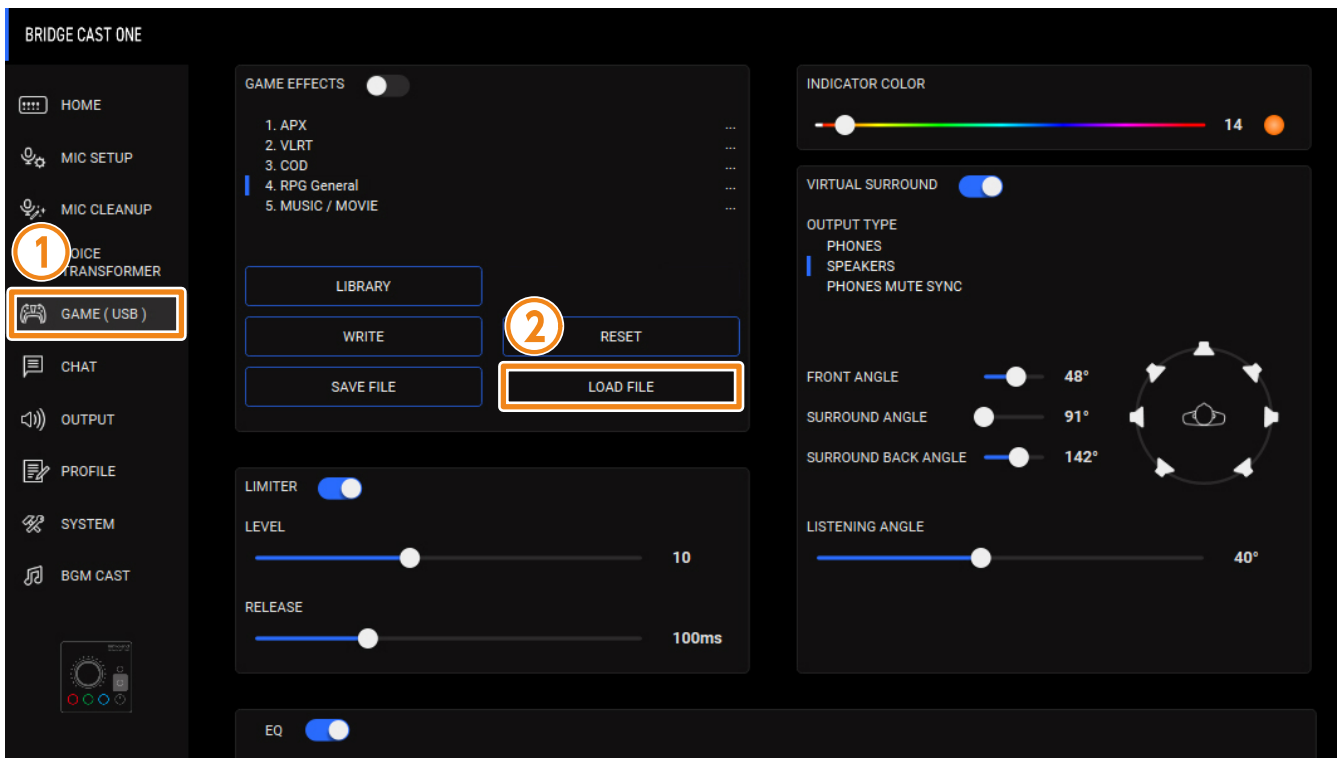 BRIDGE CAST ONE
HOME
MIC SETUP
MIC CLEANUP
1
OICE
TRANSFORMER
GAME ( USB )
CHAT
OUTPUT
PROFILE
SYSTEM
BGM CAST
GAME EFFECTS
1. APX ...
2. VLRT ...
3. COD ...
4. RPG General ...
5. MUSIC / MOVIE ...
LIBRARY
WRITE
2
RESET
SAVE FILE
LOAD FILE
LIMITER
LEVEL
10
RELEASE
100ms
EQ
INDICATOR COLOR
14
VIRTUAL SURROUND
OUTPUT TYPE
PHONES
SPEAKERS
PHONES MUTE SYNC
FRONT ANGLE 48°
SURROUND ANGLE 91°
SURROUND BACK ANGLE 142°
LISTENING ANGLE
40°